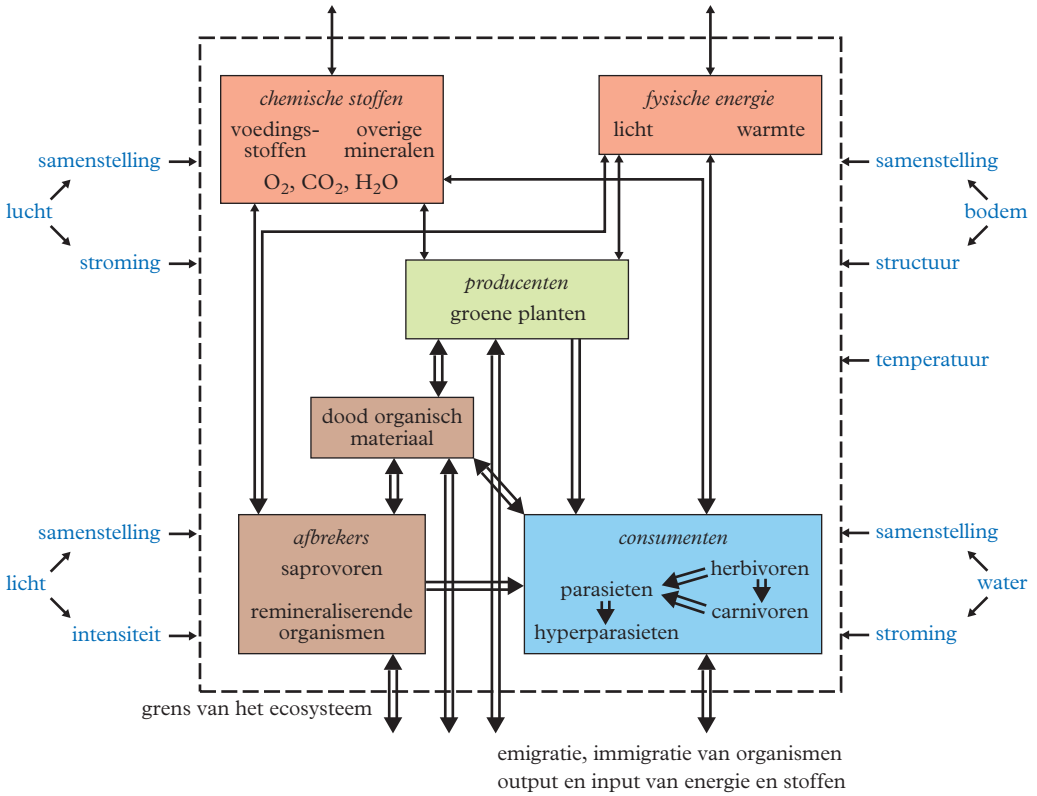 chemische stoffen
voedings-
stoffen
overige
mineralen
O₂, CO₂, H₂O
fysische energie
licht
warmte
samenstelling
lucht
stroming
samenstelling
bodem
structuur
producenten
groene planten
temperatuur
dood organisch
materiaal
samenstelling
licht
intensiteit
afbrekers
saprovoren
remineraliserende
organismen
consumenten
herbivoren
parasieten
carnivoren
hyperparasieten
samenstelling
water
stroming
grens van het ecosysteem
emigratie, immigratie van organismen
output en input van energie en stoffen